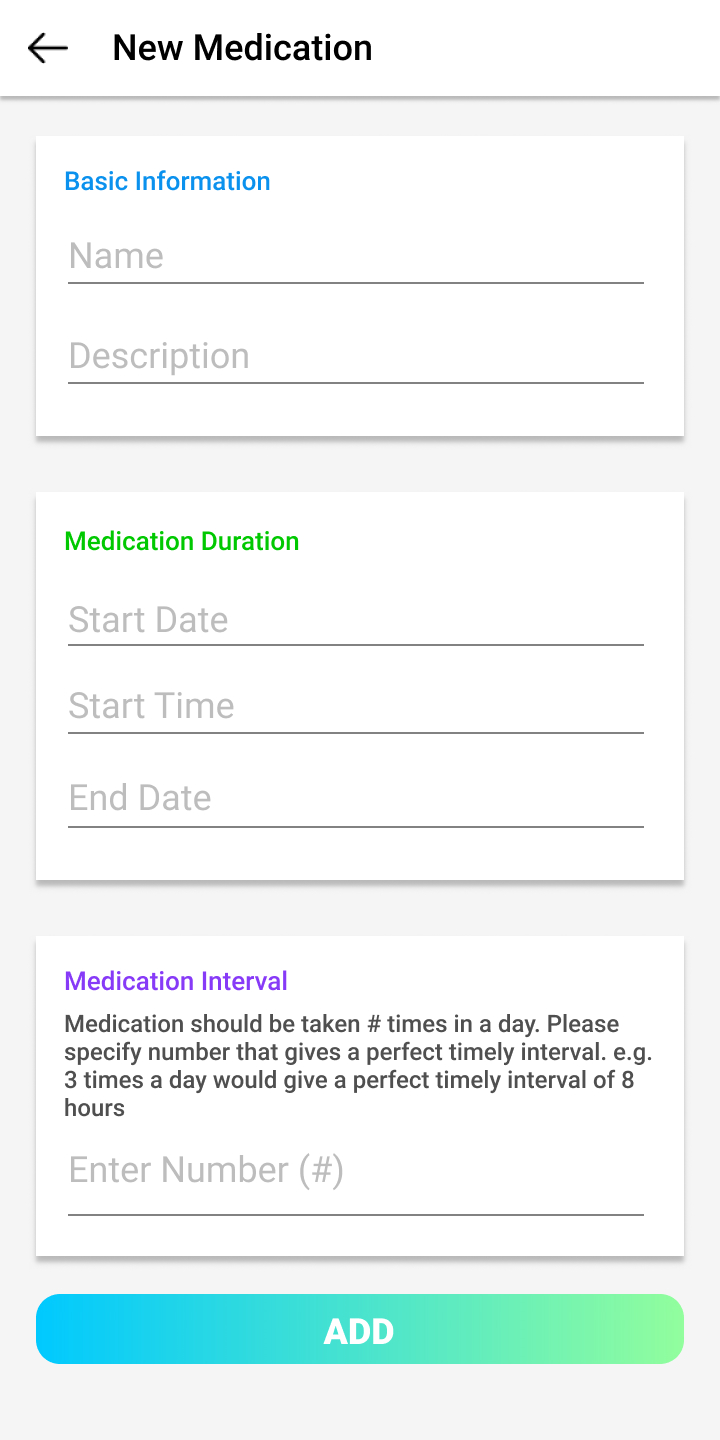 New Medication
Basic Information
Name
Description
Medication Duration
Start Date
Start Time
End Date
Medication Interval
Medication should be taken # times in a day. Please
specify number that gives a perfect timely interval. e.g.
3 times a day would give a perfect timely interval of 8
hours
Enter Number (#)
ADD